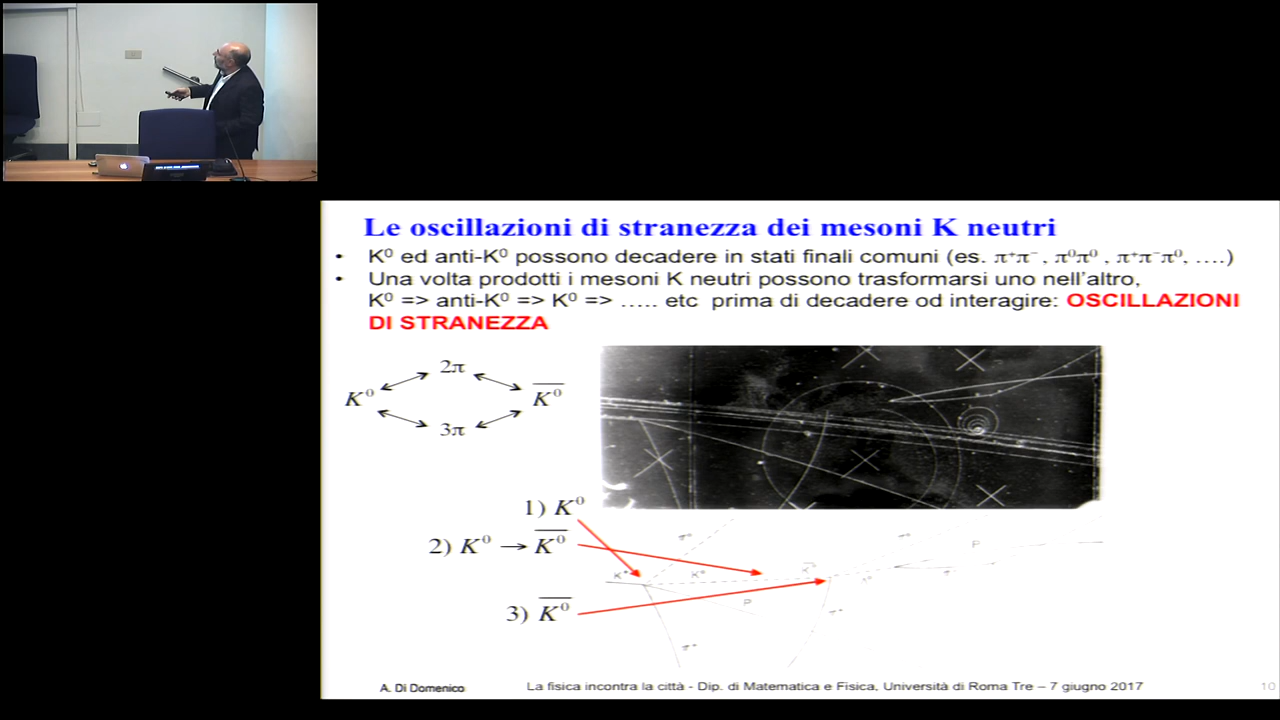 Le oscillazioni di stranezza dei mesoni K neutri
• K⁰ ed anti-K⁰ possono decadere in stati finali comuni (es. π⁺π⁻ , π⁰π⁰ , π⁺π⁻π⁰, ….)
• Una volta prodotti i mesoni K neutri possono trasformarsi uno nell'altro,
K⁰ => anti-K⁰ => K⁰ => ….. etc prima di decadere od interagire: OSCILLAZIONI
DI STRANEZZA
2π
K⁰ K̅⁰
3π
1) K⁰
2) K⁰ → K̅⁰
3) K̅⁰
K⁰
P
P
A. Di Domenico
La fisica incontra la città - Dip. di Matematica e Fisica, Università di Roma Tre – 7 giugno 2017
10